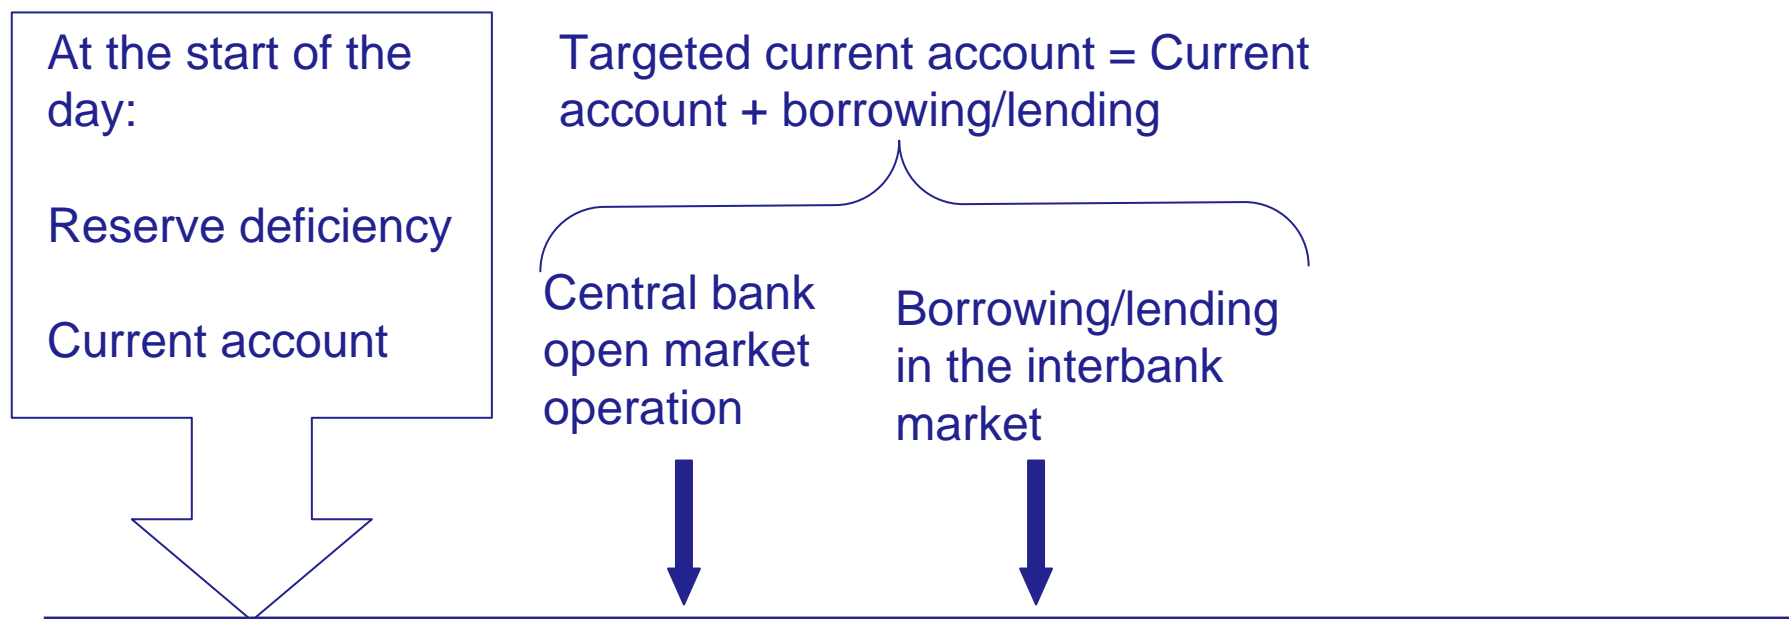 At the start of the
day:
Reserve deficiency
Current account
Targeted current account = Current
account + borrowing/lending
Central bank
open market
operation
Borrowing/lending
in the interbank
market